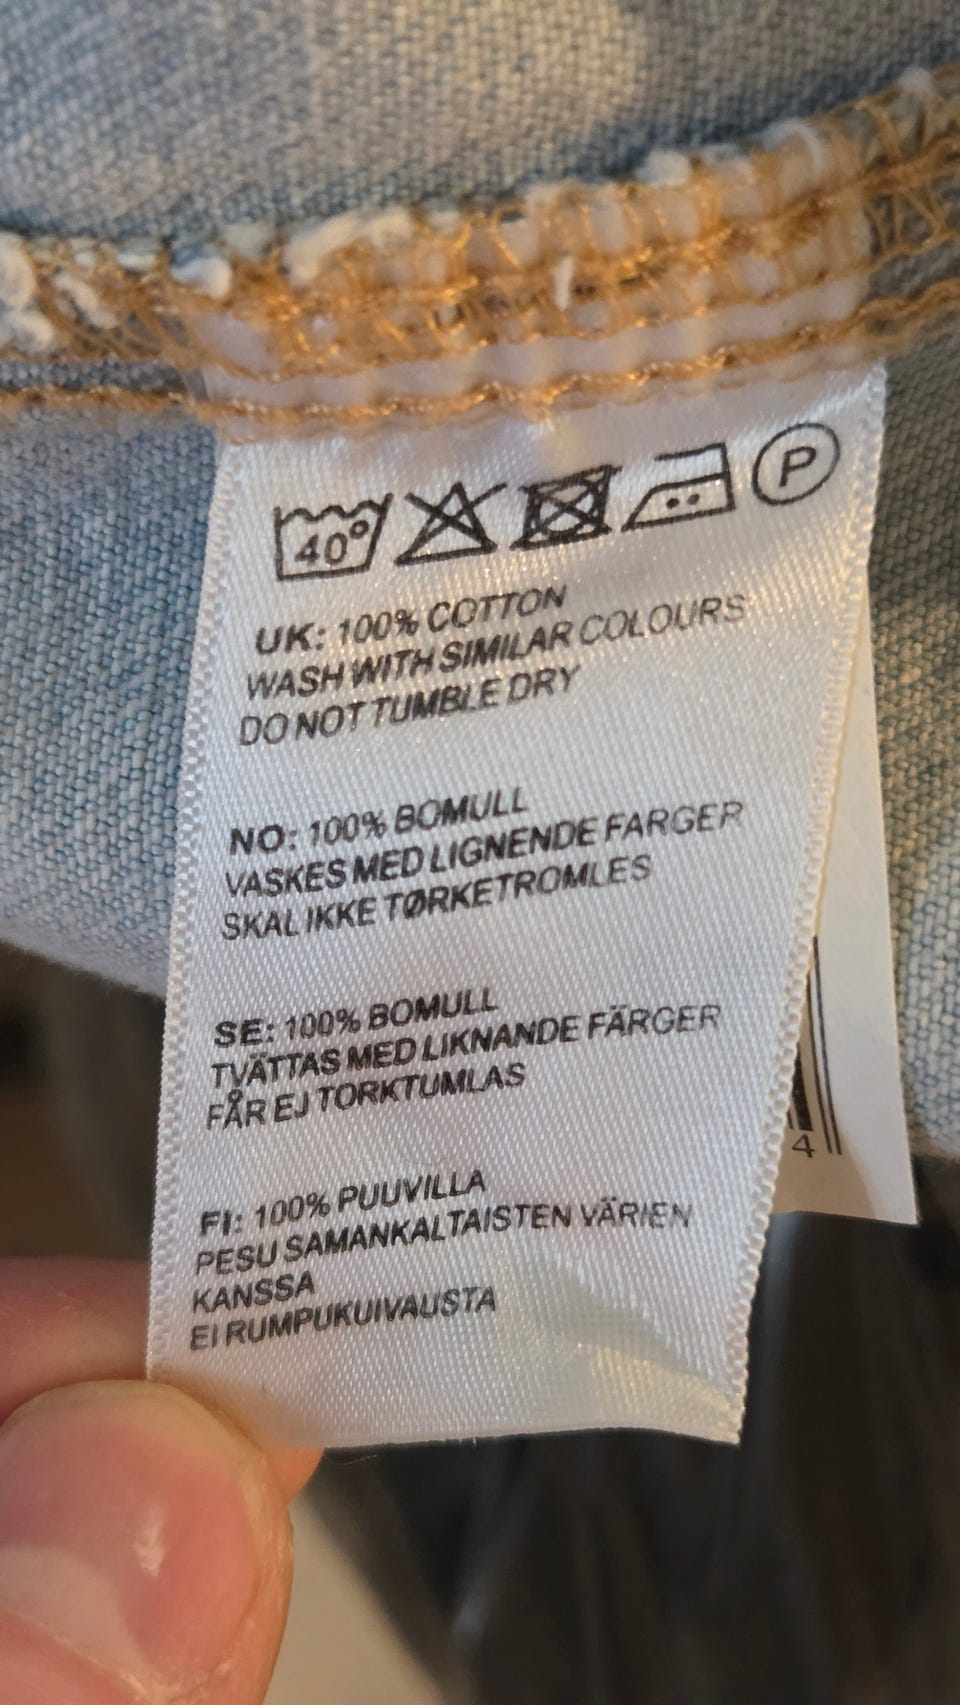 40°
P
UK: 100% COTTON
WASH WITH SIMILAR COLOURS
DO NOT TUMBLE DRY
NO: 100% BOMULL
VASKES MED LIGNENDE FARGER
SKAL IKKE TØRKETROMLES
SE: 100% BOMULL
TVÄTTAS MED LIKNANDE FÄRGER
FÅR EJ TORKTUMLAS
FI: 100% PUUVILLA
PESU SAMANKALTAISTEN VÄRIEN
KANSSA
EI RUMPUKUIVAUSTA
4